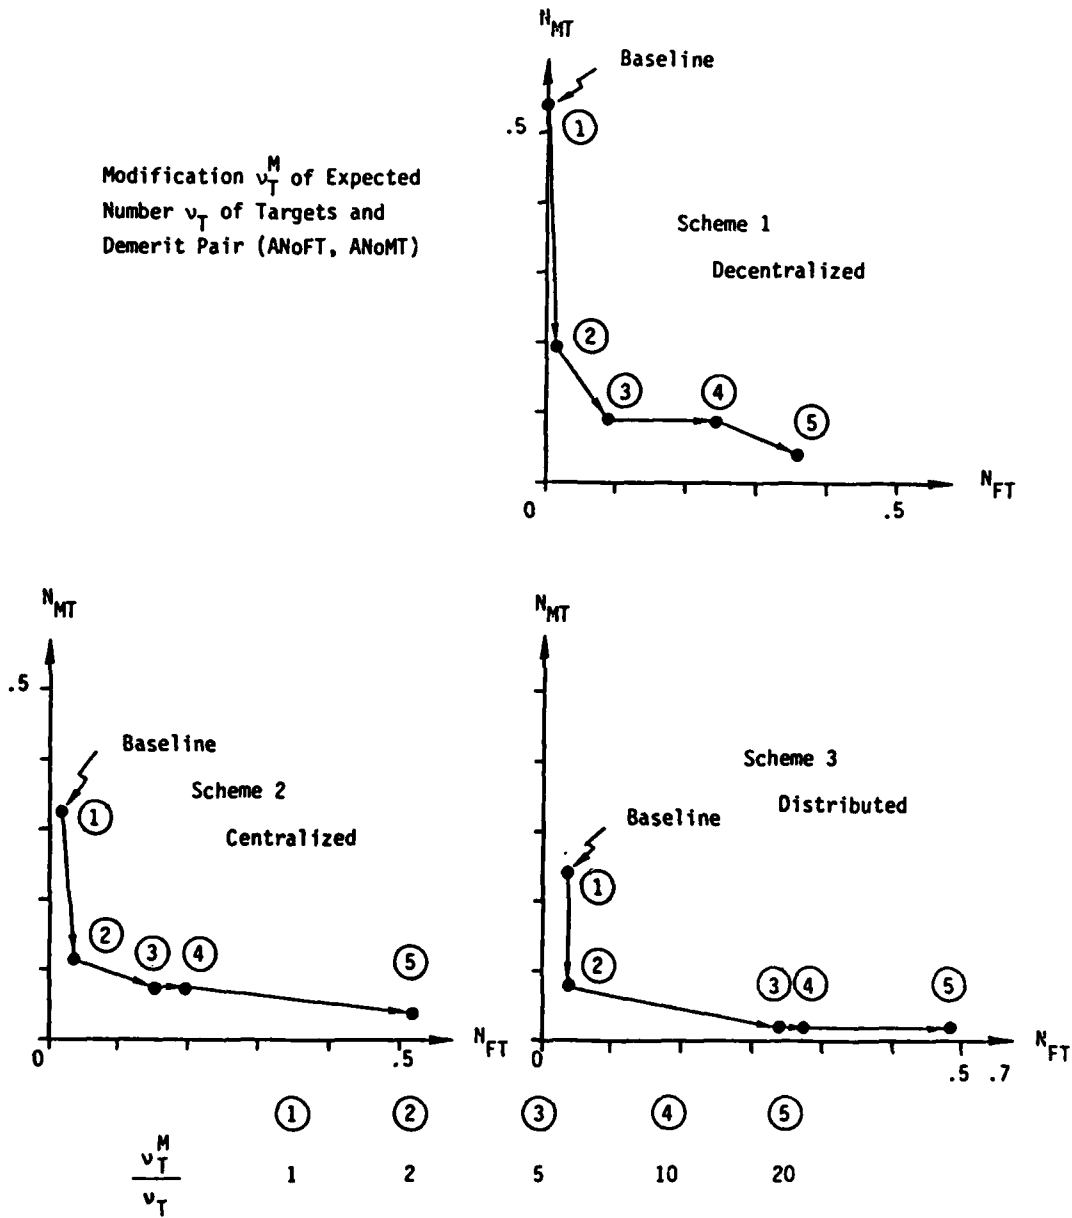 N_MT
Baseline
.5
①
Modification ν_T^M of Expected
Number ν_T of Targets and
Demerit Pair (ANoFT, ANoMT)
Scheme 1
Decentralized
②
③
④
⑤
N_FT
0
.5
N_MT
.5
Baseline
Scheme 2
Centralized
①
②
③
④
⑤
N_FT
0
.5
N_MT
Scheme 3
Distributed
Baseline
①
②
③
④
⑤
N_FT
0
.5 .7
① ② ③ ④ ⑤
ν_T^M
ν_T
1 2 5 10 20